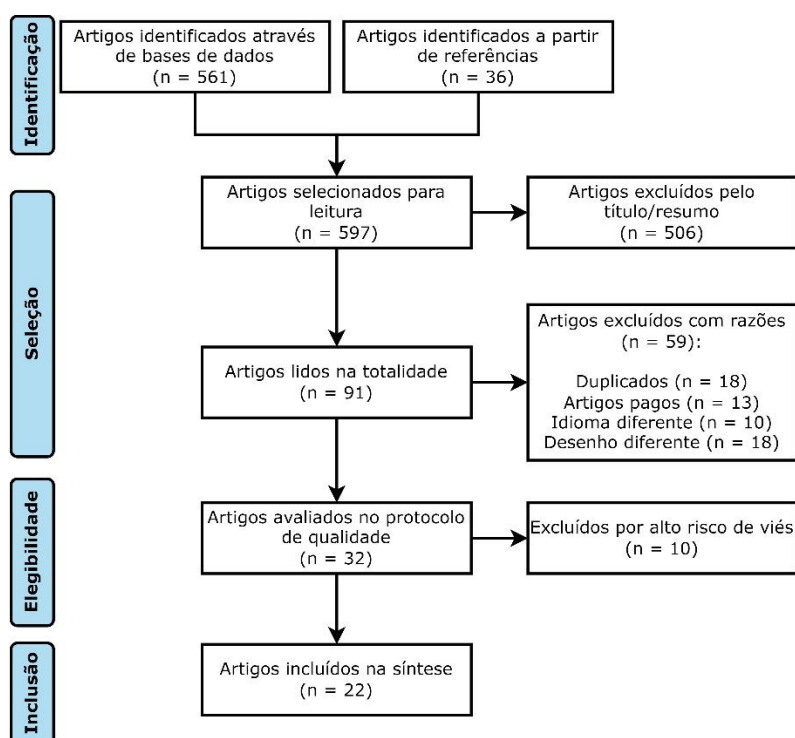 Identificação
Artigos identificados através
de bases de dados
(n = 561)
Artigos identificados a partir
de referências
(n = 36)
Seleção
Artigos selecionados para
leitura
(n = 597)
Artigos excluídos pelo
título/resumo
(n = 506)
Artigos lidos na totalidade
(n = 91)
Artigos excluídos com razões
(n = 59):
Duplicados (n = 18)
Artigos pagos (n = 13)
Idioma diferente (n = 10)
Desenho diferente (n = 18)
Elegibilidade
Artigos avaliados no protocolo
de qualidade
(n = 32)
Excluídos por alto risco de viés
(n = 10)
Inclusão
Artigos incluídos na síntese
(n = 22)